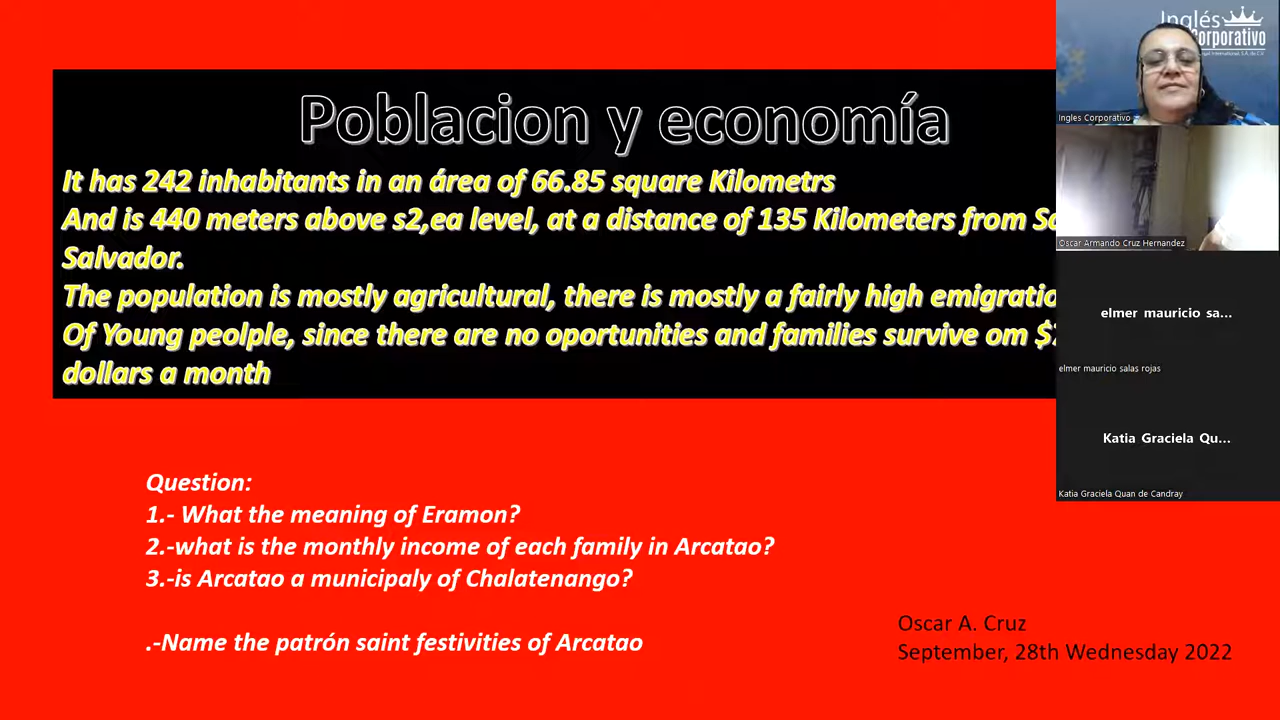 Poblacion y economía
It has 242 inhabitants in an área of 66.85 square Kilometrs
And is 440 meters above s2,ea level, at a distance of 135 Kilometers from
Salvador.
The population is mostly agricultural, there is mostly a fairly high
Of Young peolple, since there are no oportunities and families survive om
dollars a month
Question:
1.- What the meaning of Eramon?
2.-what is the monthly income of each family in Arcatao?
3.-is Arcatao a municipaly of Chalatenango?
.-Name the patrón saint festivities of Arcatao
Oscar A. Cruz
September, 28th Wednesday 2022
Inglés
Corporativo
Ingles Corporativo
Oscar Armando Cruz Hernandez
elmer mauricio sa...
elmer mauricio salas rojas
Katia Graciela Qu...
Katia Graciela Quan de Candray